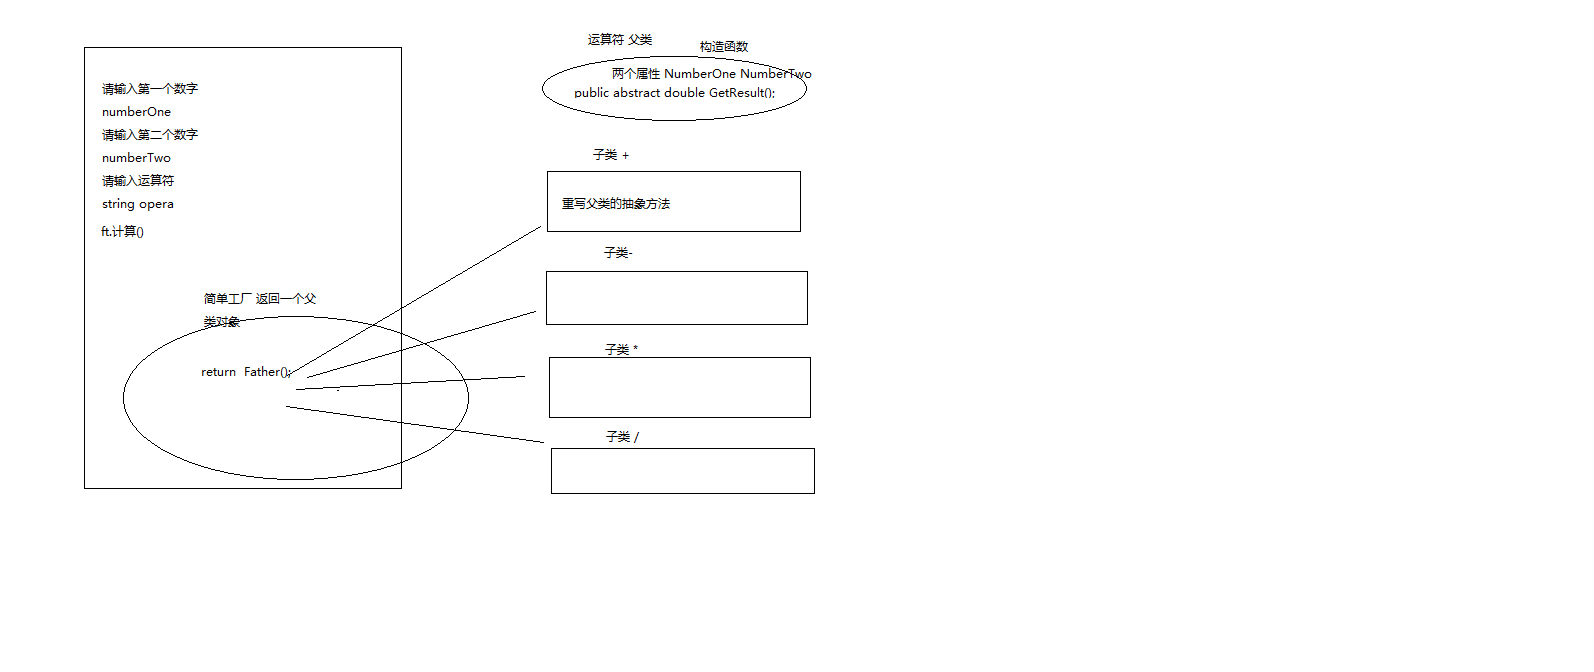 请输入第一个数字
numberOne
请输入第二个数字
numberTwo
请输入运算符
string opera
ft.计算()
简单工厂 返回一个父
类对象
return Father();
运算符 父类
构造函数
两个属性 NumberOne NumberTwo
public abstract double GetResult();
子类 +
重写父类的抽象方法
子类-
子类 *
子类 /